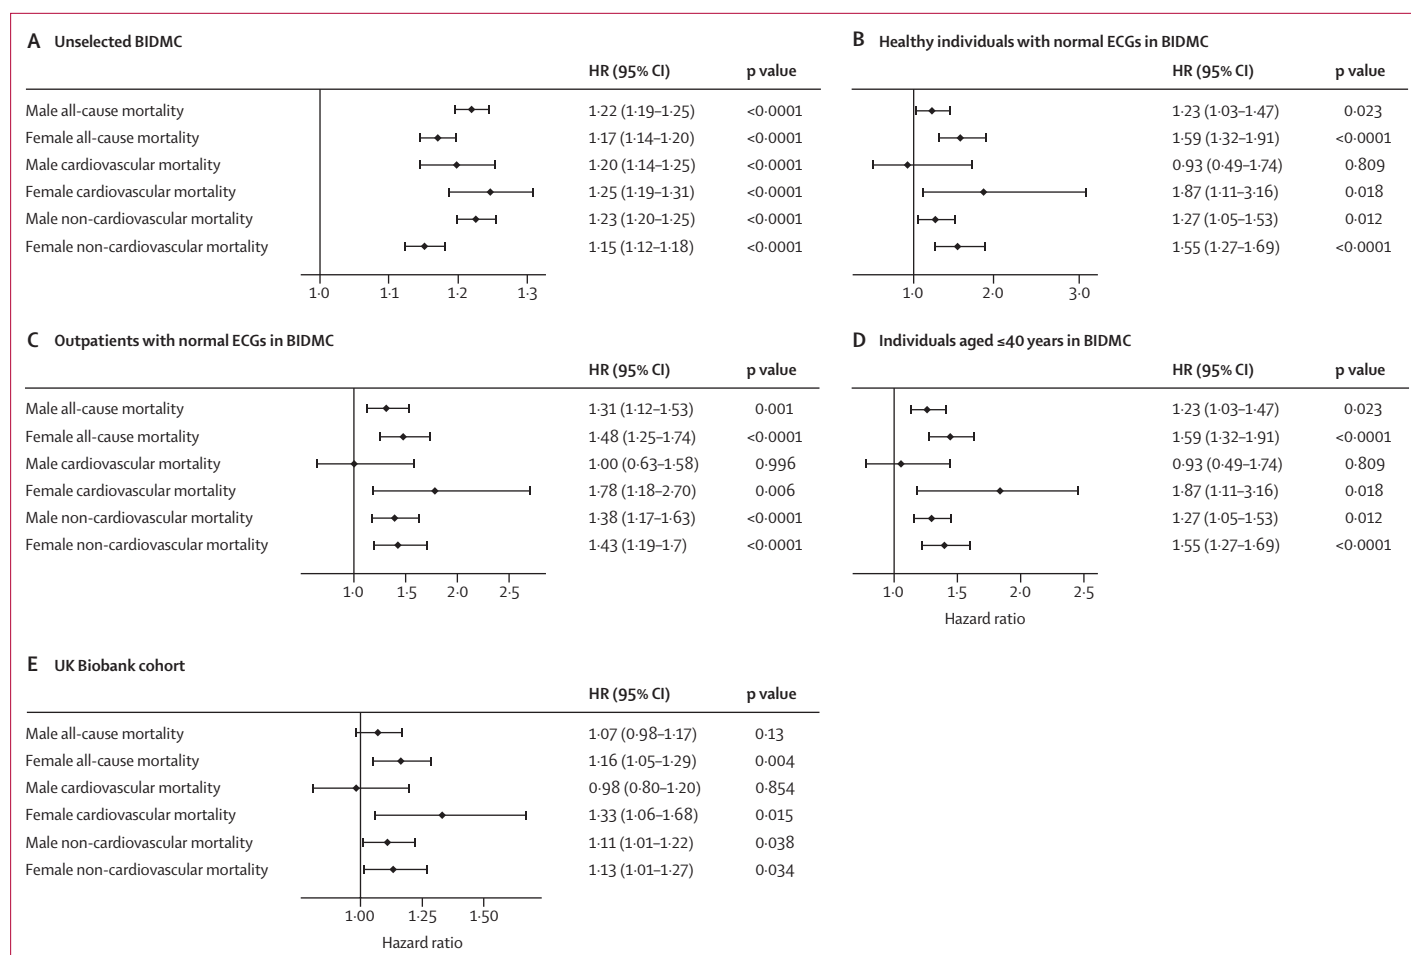 A Unselected BIDMC
HR (95% CI) p value
Male all-cause mortality 1·22 (1·19–1·25) <0·0001
Female all-cause mortality 1·17 (1·14–1·20) <0·0001
Male cardiovascular mortality 1·20 (1·14–1·25) <0·0001
Female cardiovascular mortality 1·25 (1·19–1·31) <0·0001
Male non-cardiovascular mortality 1·23 (1·20–1·25) <0·0001
Female non-cardiovascular mortality 1·15 (1·12–1·18) <0·0001
1·0 1·1 1·2 1·3
B Healthy individuals with normal ECGs in BIDMC
HR (95% CI) p value
1·23 (1·03–1·47) 0·023
1·59 (1·32–1·91) <0·0001
0·93 (0·49–1·74) 0·809
1·87 (1·11–3·16) 0·018
1·27 (1·05–1·53) 0·012
1·55 (1·27–1·69) <0·0001
1·0 2·0 3·0
C Outpatients with normal ECGs in BIDMC
HR (95% CI) p value
Male all-cause mortality 1·31 (1·12–1·53) 0·001
Female all-cause mortality 1·48 (1·25–1·74) <0·0001
Male cardiovascular mortality 1·00 (0·63–1·58) 0·996
Female cardiovascular mortality 1·78 (1·18–2·70) 0·006
Male non-cardiovascular mortality 1·38 (1·17–1·63) <0·0001
Female non-cardiovascular mortality 1·43 (1·19–1·7) <0·0001
1·0 1·5 2·0 2·5
D Individuals aged ≤40 years in BIDMC
HR (95% CI) p value
1·23 (1·03–1·47) 0·023
1·59 (1·32–1·91) <0·0001
0·93 (0·49–1·74) 0·809
1·87 (1·11–3·16) 0·018
1·27 (1·05–1·53) 0·012
1·55 (1·27–1·69) <0·0001
1·0 1·5 2·0 2·5
Hazard ratio
E UK Biobank cohort
HR (95% CI) p value
Male all-cause mortality 1·07 (0·98–1·17) 0·13
Female all-cause mortality 1·16 (1·05–1·29) 0·004
Male cardiovascular mortality 0·98 (0·80–1·20) 0·854
Female cardiovascular mortality 1·33 (1·06–1·68) 0·015
Male non-cardiovascular mortality 1·11 (1·01–1·22) 0·038
Female non-cardiovascular mortality 1·13 (1·01–1·27) 0·034
1·00 1·25 1·50
Hazard ratio